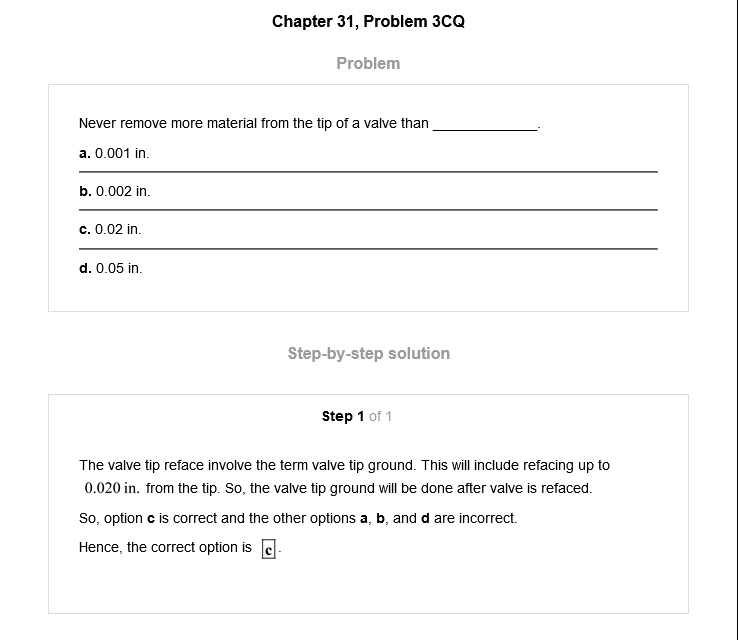 Chapter 31, Problem 3CQ
Problem
Never remove more material from the tip of a valve than ______________.
a. 0.001 in.
b. 0.002 in.
c. 0.02 in.
d. 0.05 in.
Step-by-step solution
Step 1 of 1
The valve tip reface involve the term valve tip ground. This will include refacing up to
0.020 in. from the tip. So, the valve tip ground will be done after valve is refaced.
So, option c is correct and the other options a, b, and d are incorrect.
Hence, the correct option is c.